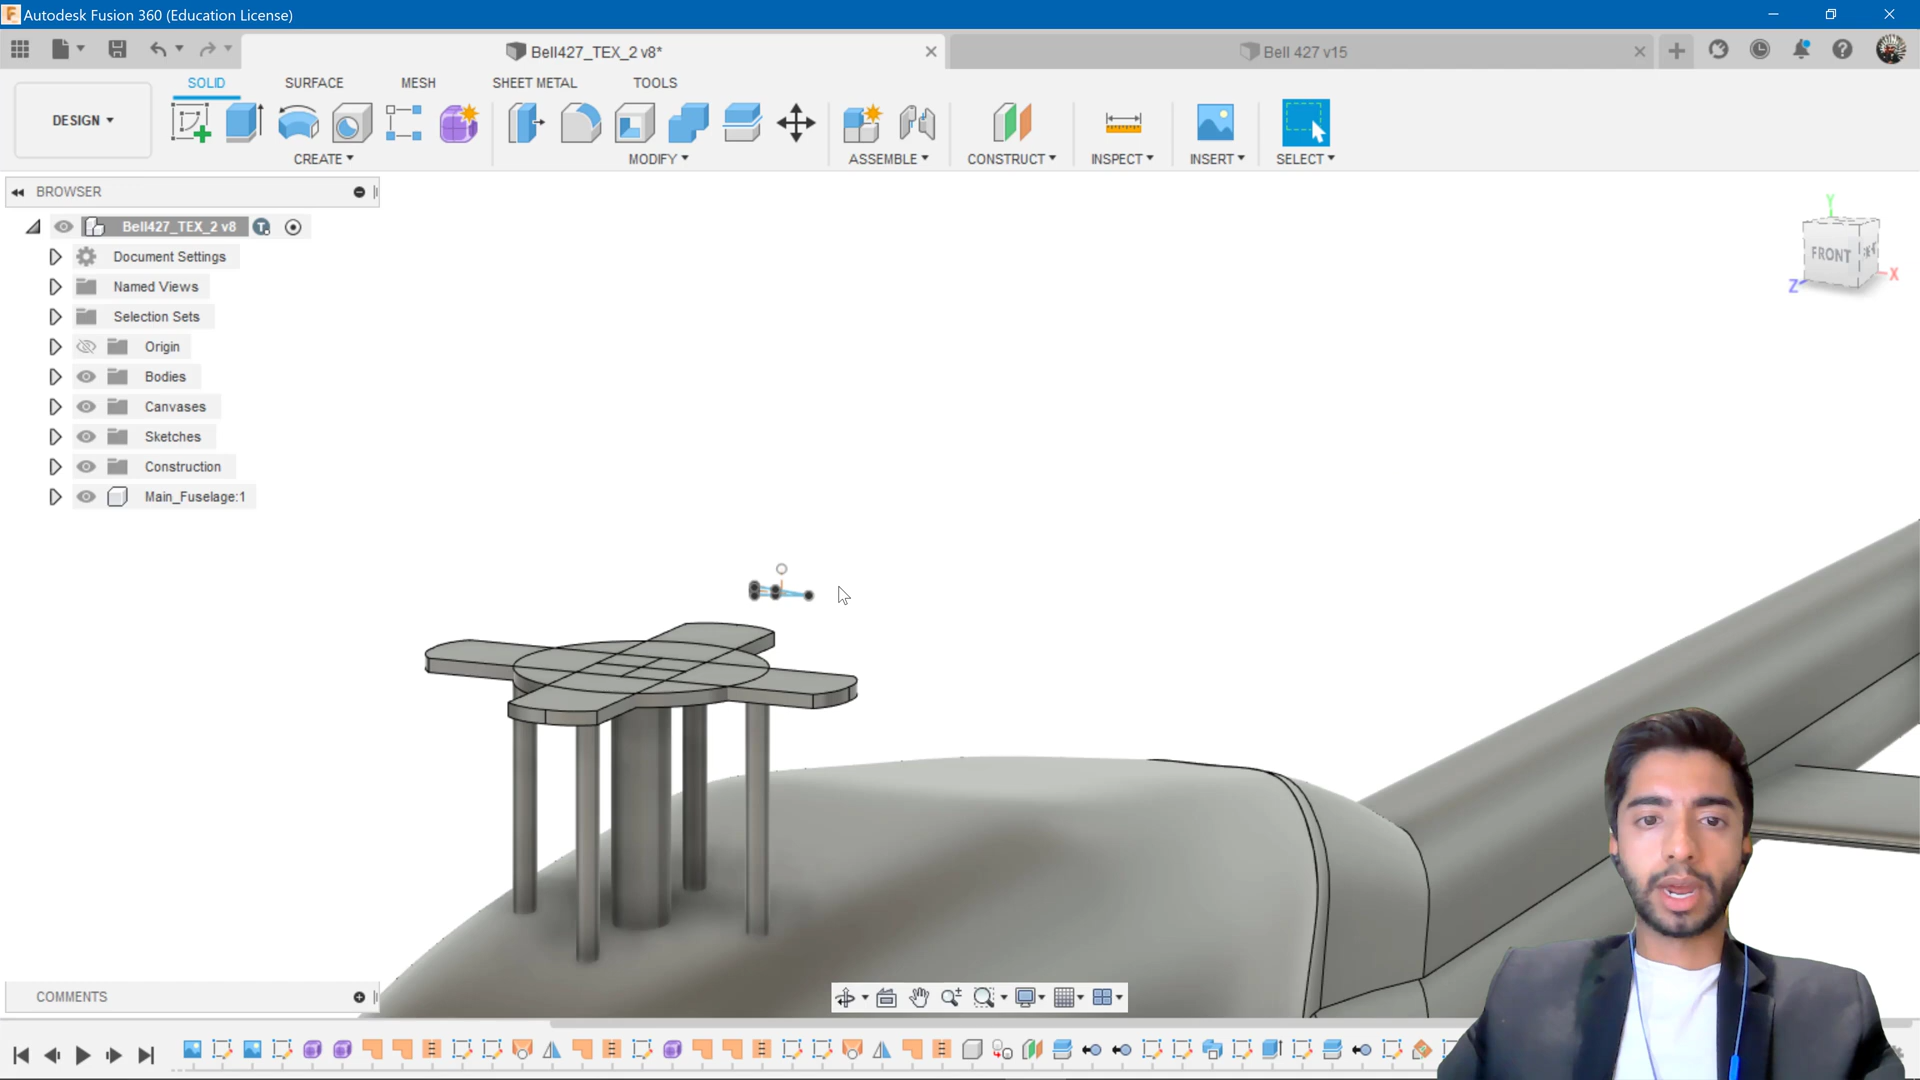 Autodesk Fusion 360 (Education License)
Bell427_TEX_2 v8*
Bell 427 v15
DESIGN
SOLID
SURFACE
MESH
SHEET METAL
TOOLS
CREATE
MODIFY
ASSEMBLE
CONSTRUCT
INSPECT
INSERT
SELECT
BROWSER
Bell427_TEX_2 v8
Document Settings
Named Views
Selection Sets
Origin
Bodies
Canvases
Sketches
Construction
Main_Fuselage:1
Y
FRONT
Z
X
COMMENTS